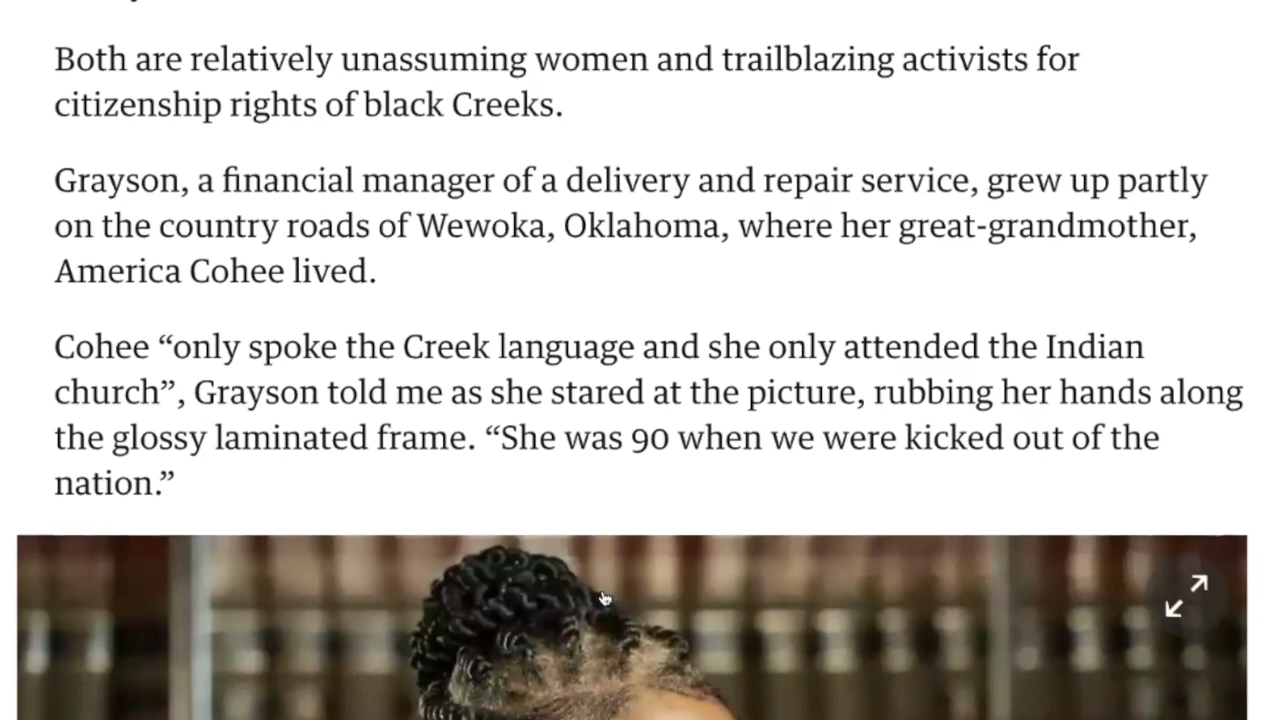 Both are relatively unassuming women and trailblazing activists for
citizenship rights of black Creeks.
Grayson, a financial manager of a delivery and repair service, grew up partly
on the country roads of Wewoka, Oklahoma, where her great-grandmother,
America Cohee lived.
Cohee “only spoke the Creek language and she only attended the Indian
church”, Grayson told me as she stared at the picture, rubbing her hands along
the glossy laminated frame. “She was 90 when we were kicked out of the
nation.”